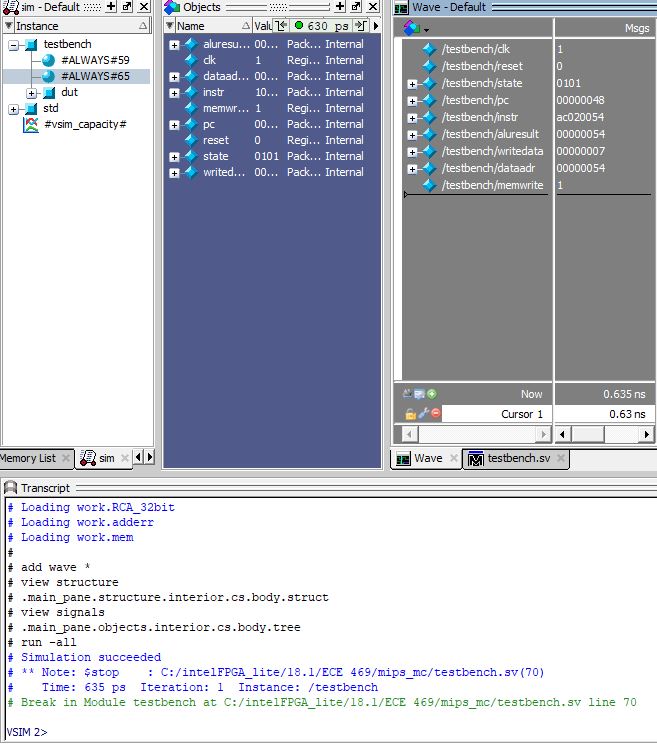 sim - Default
Instance
testbench
#ALWAYS#59
#ALWAYS#65
dut
std
#vsim_capacity#
Memory List
sim
Objects
Name Valu 630 ps
aluresu... 00... Pack... Internal
clk 1 Regi... Internal
dataad... 00... Pack... Internal
instr 10... Pack... Internal
memwr... 1 Regi... Internal
pc 00... Pack... Internal
reset 0 Regi... Internal
state 0101 Pack... Internal
writed... 00... Pack... Internal
Wave - Default
Msgs
/testbench/clk 1
/testbench/reset 0
/testbench/state 0101
/testbench/pc 00000048
/testbench/instr ac020054
/testbench/aluresult 00000054
/testbench/writedata 00000007
/testbench/dataadr 00000054
/testbench/memwrite 1
Now 0.635 ns
Cursor 1 0.63 ns
Wave testbench.sv
Transcript
# Loading work.RCA_32bit
# Loading work.adderr
# Loading work.mem
#
# add wave *
# view structure
# .main_pane.structure.interior.cs.body.struct
# view signals
# .main_pane.objects.interior.cs.body.tree
# run -all
# Simulation succeeded
# ** Note: $stop    : C:/intelFPGA_lite/18.1/ECE 469/mips_mc/testbench.sv(70)
#    Time: 635 ps  Iteration: 1  Instance: /testbench
# Break in Module testbench at C:/intelFPGA_lite/18.1/ECE 469/mips_mc/testbench.sv line 70
VSIM 2>